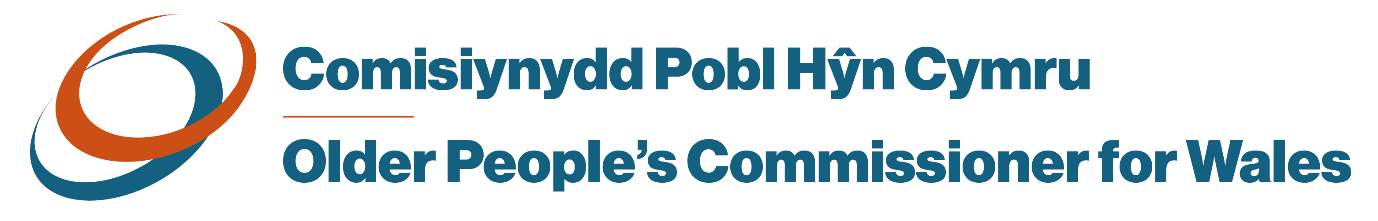 Comisiynydd Pobl Hŷn Cymru
Older People’s Commissioner for Wales